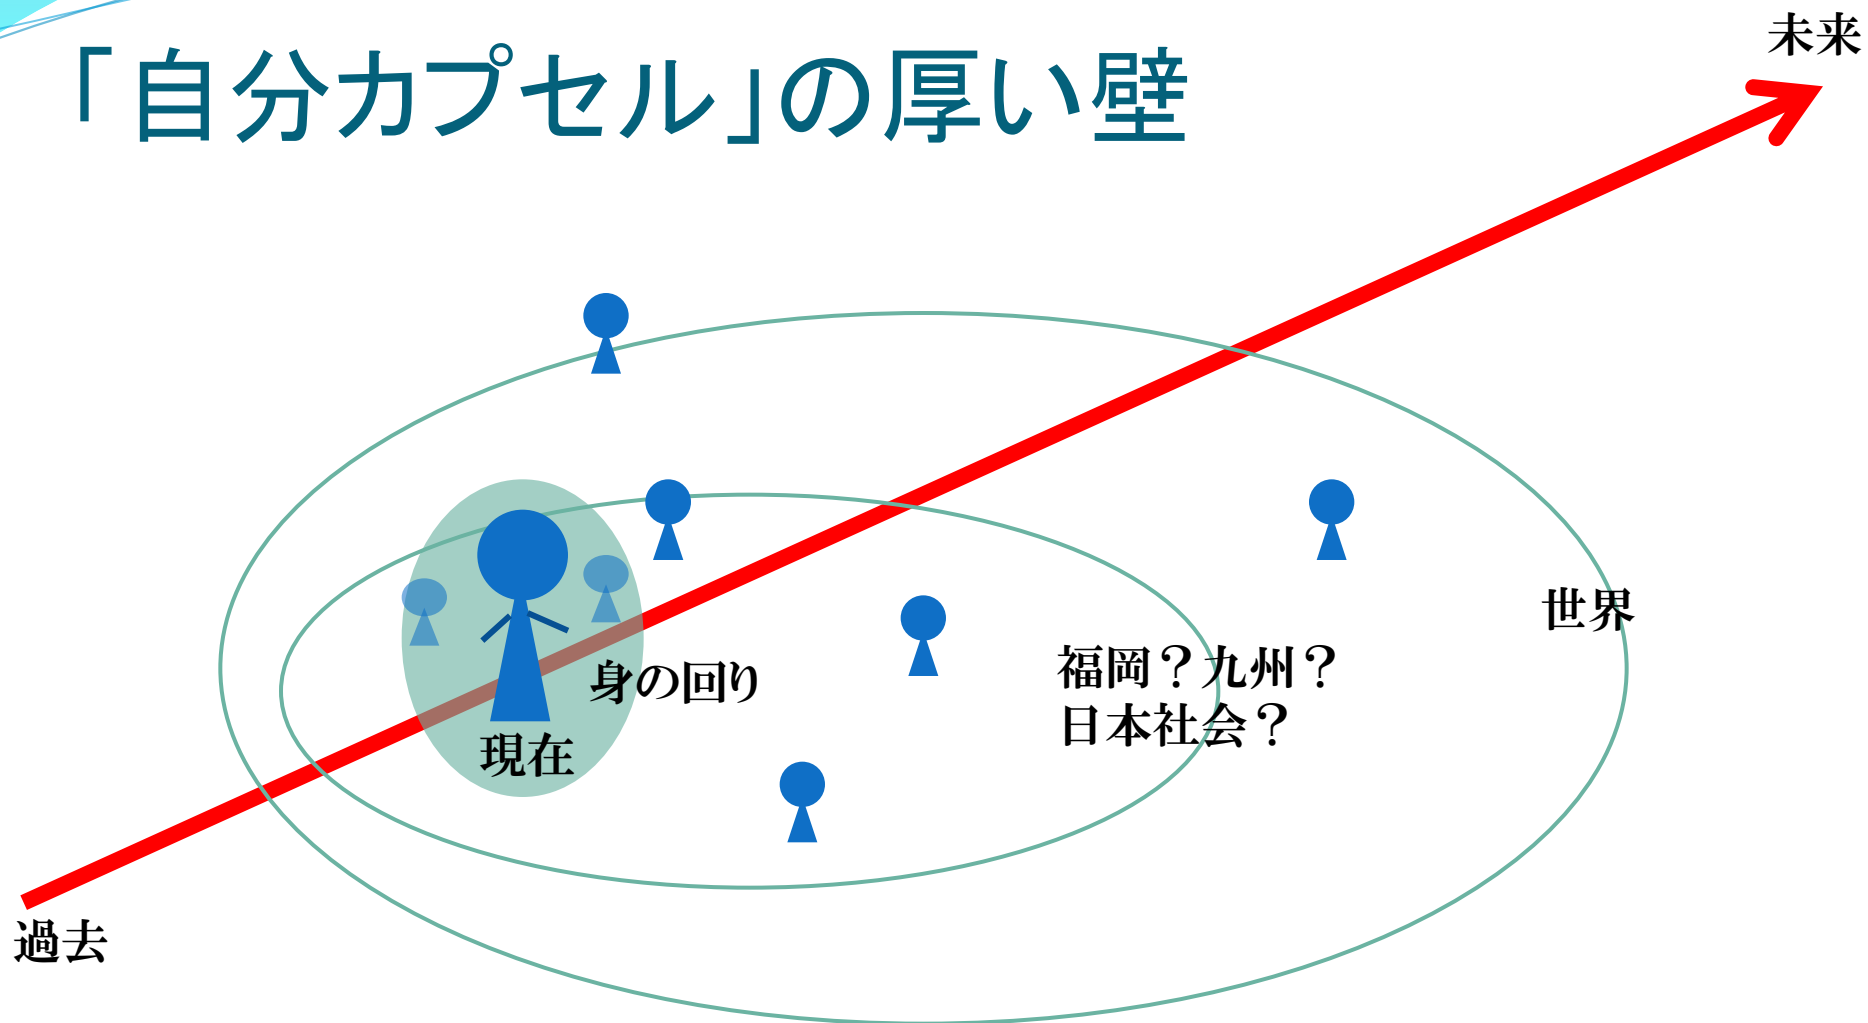 未来
「自分カプセル」の厚い壁
世界
福岡？九州？
日本社会？
身の回り
現在
過去